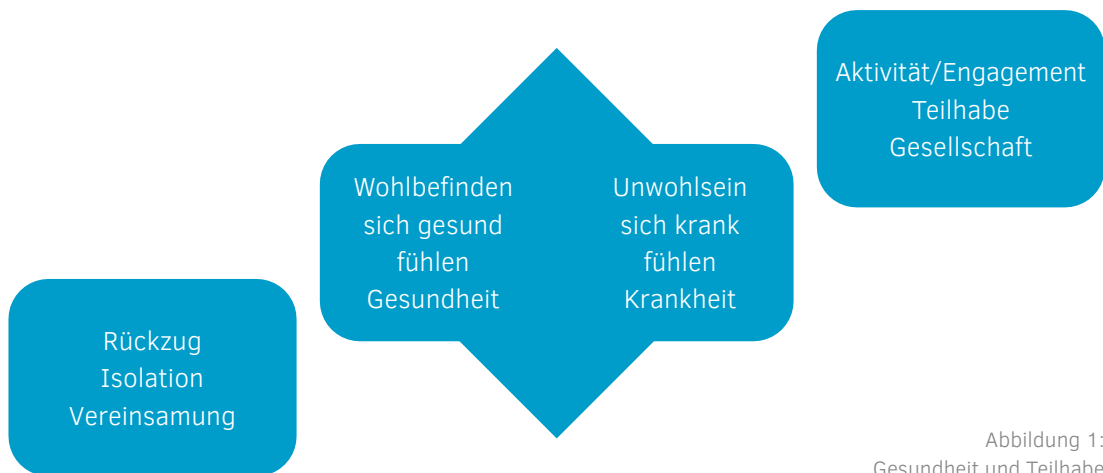 Aktivität/Engagement
Teilhabe
Gesellschaft
Wohlbefinden
sich gesund
fühlen
Gesundheit
Unwohlsein
sich krank
fühlen
Krankheit
Rückzug
Isolation
Vereinsamung
Abbildung 1:
Gesundheit und Teilhabe